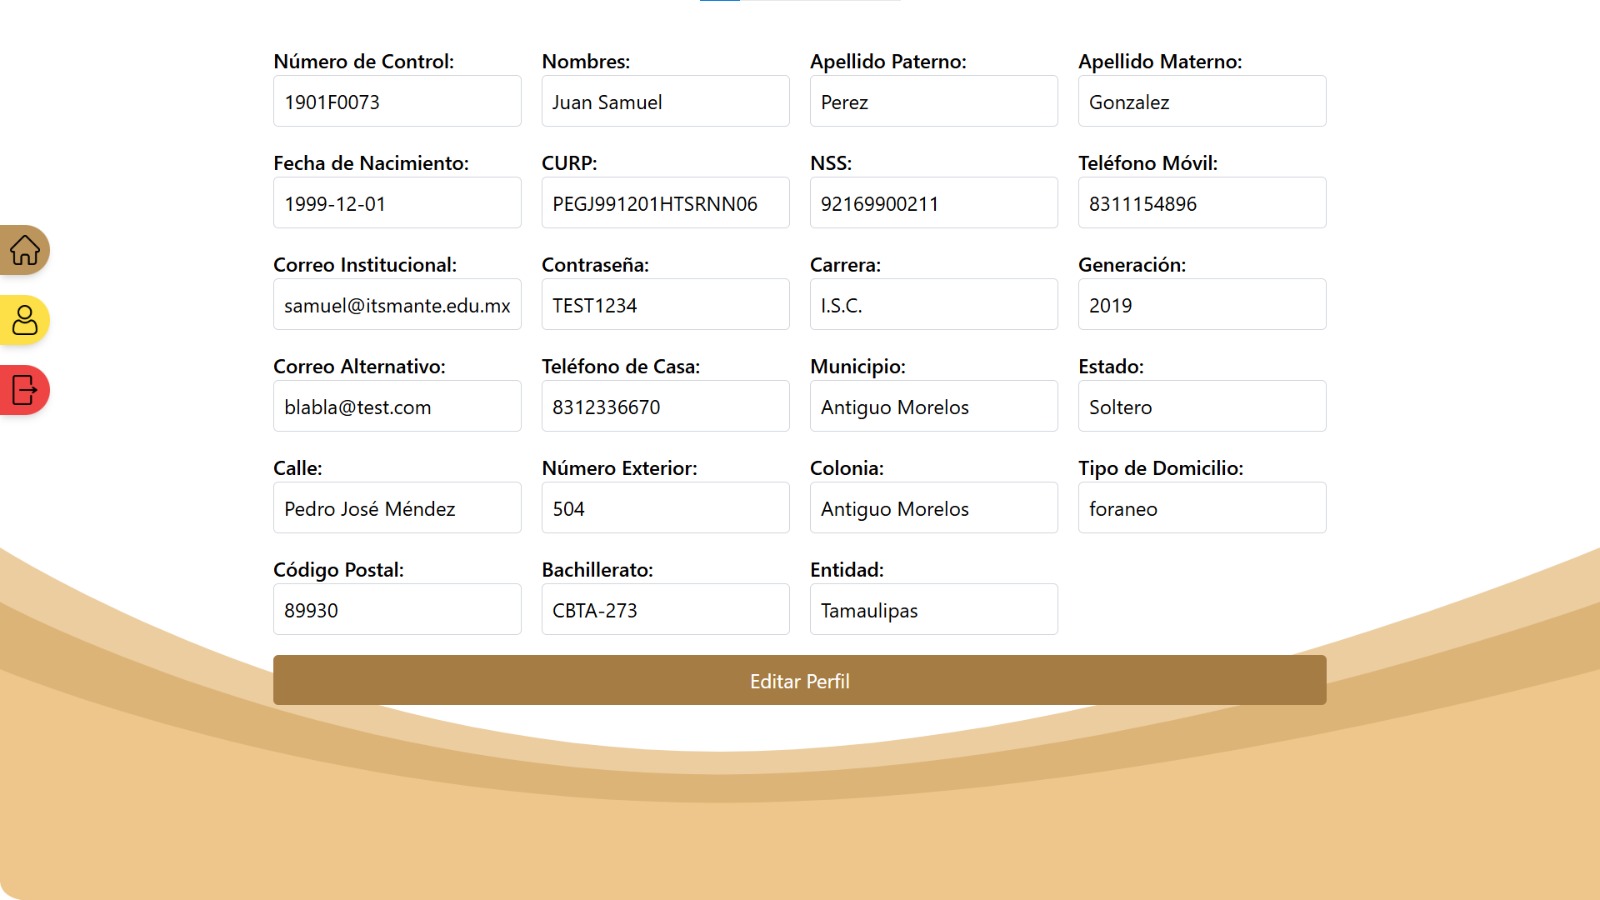 Número de Control: Nombres: Apellido Paterno: Apellido Materno:
1901F0073 Juan Samuel Perez Gonzalez
Fecha de Nacimiento: CURP: NSS: Teléfono Móvil:
1999-12-01 PEGJ991201HTSRNN06 92169900211 8311154896
Correo Institucional: Contraseña: Carrera: Generación:
samuel@itsmante.edu.mx TEST1234 I.S.C. 2019
Correo Alternativo: Teléfono de Casa: Municipio: Estado:
blabla@test.com 8312336670 Antiguo Morelos Soltero
Calle: Número Exterior: Colonia: Tipo de Domicilio:
Pedro José Méndez 504 Antiguo Morelos foraneo
Código Postal: Bachillerato: Entidad:
89930 CBTA-273 Tamaulipas
Editar Perfil